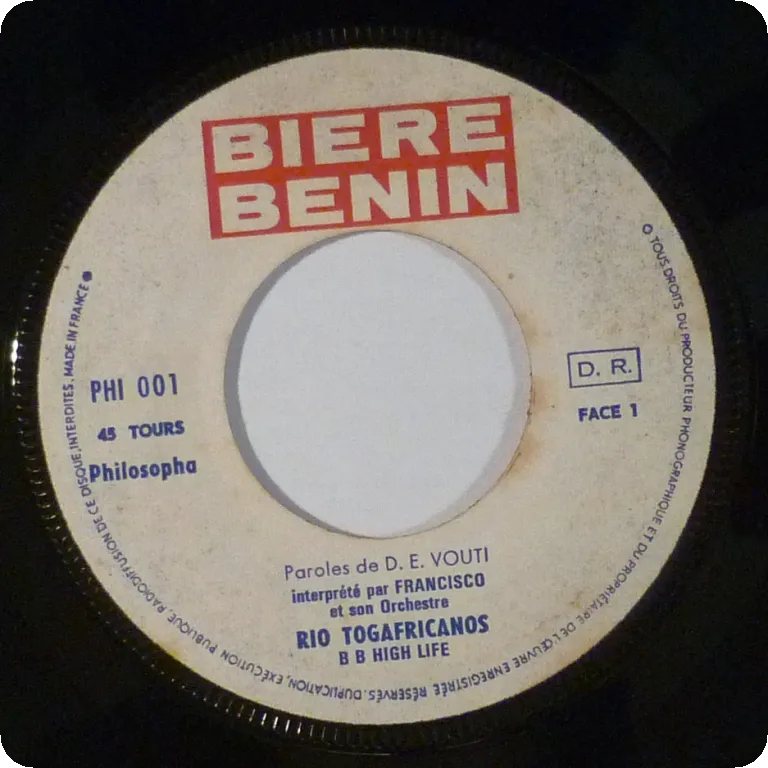 BIERE
BENIN
PHI 001
45 TOURS
Philosopha
D. R.
FACE 1
Paroles de D. E. VOUTI
interprété par FRANCISCO
et son Orchestre
RIO TOGAFRICANOS
B B HIGH LIFE
TOUS DROITS DU PRODUCTEUR PHONOGRAPHIQUE ET DU PROPRIÉTAIRE DE L'ŒUVRE ENREGISTRÉE RÉSERVÉS. DUPLICATION, EXÉCUTION PUBLIQUE, RADIODIFFUSION DE CE DISQUE, INTERDITES. MADE IN FRANCE